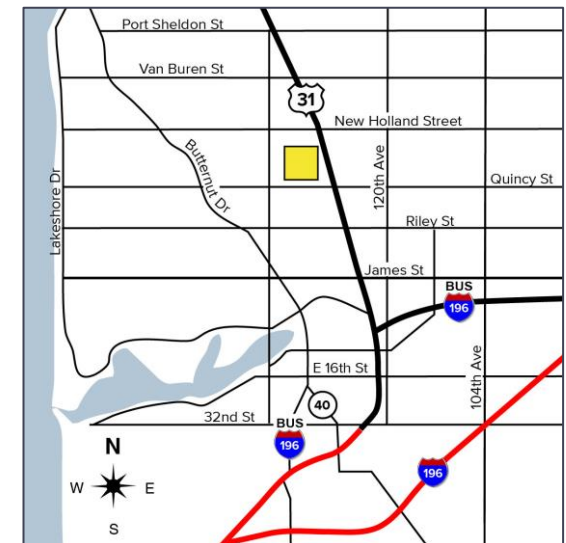 Port Sheldon St
Van Buren St
31
New Holland Street
Butternut Dr
120th Ave
Quincy St
Lakeshore Dr
Riley St
James St
BUS
196
E 16th St
104th Ave
40
32nd St
BUS
196
196
N
W E
S